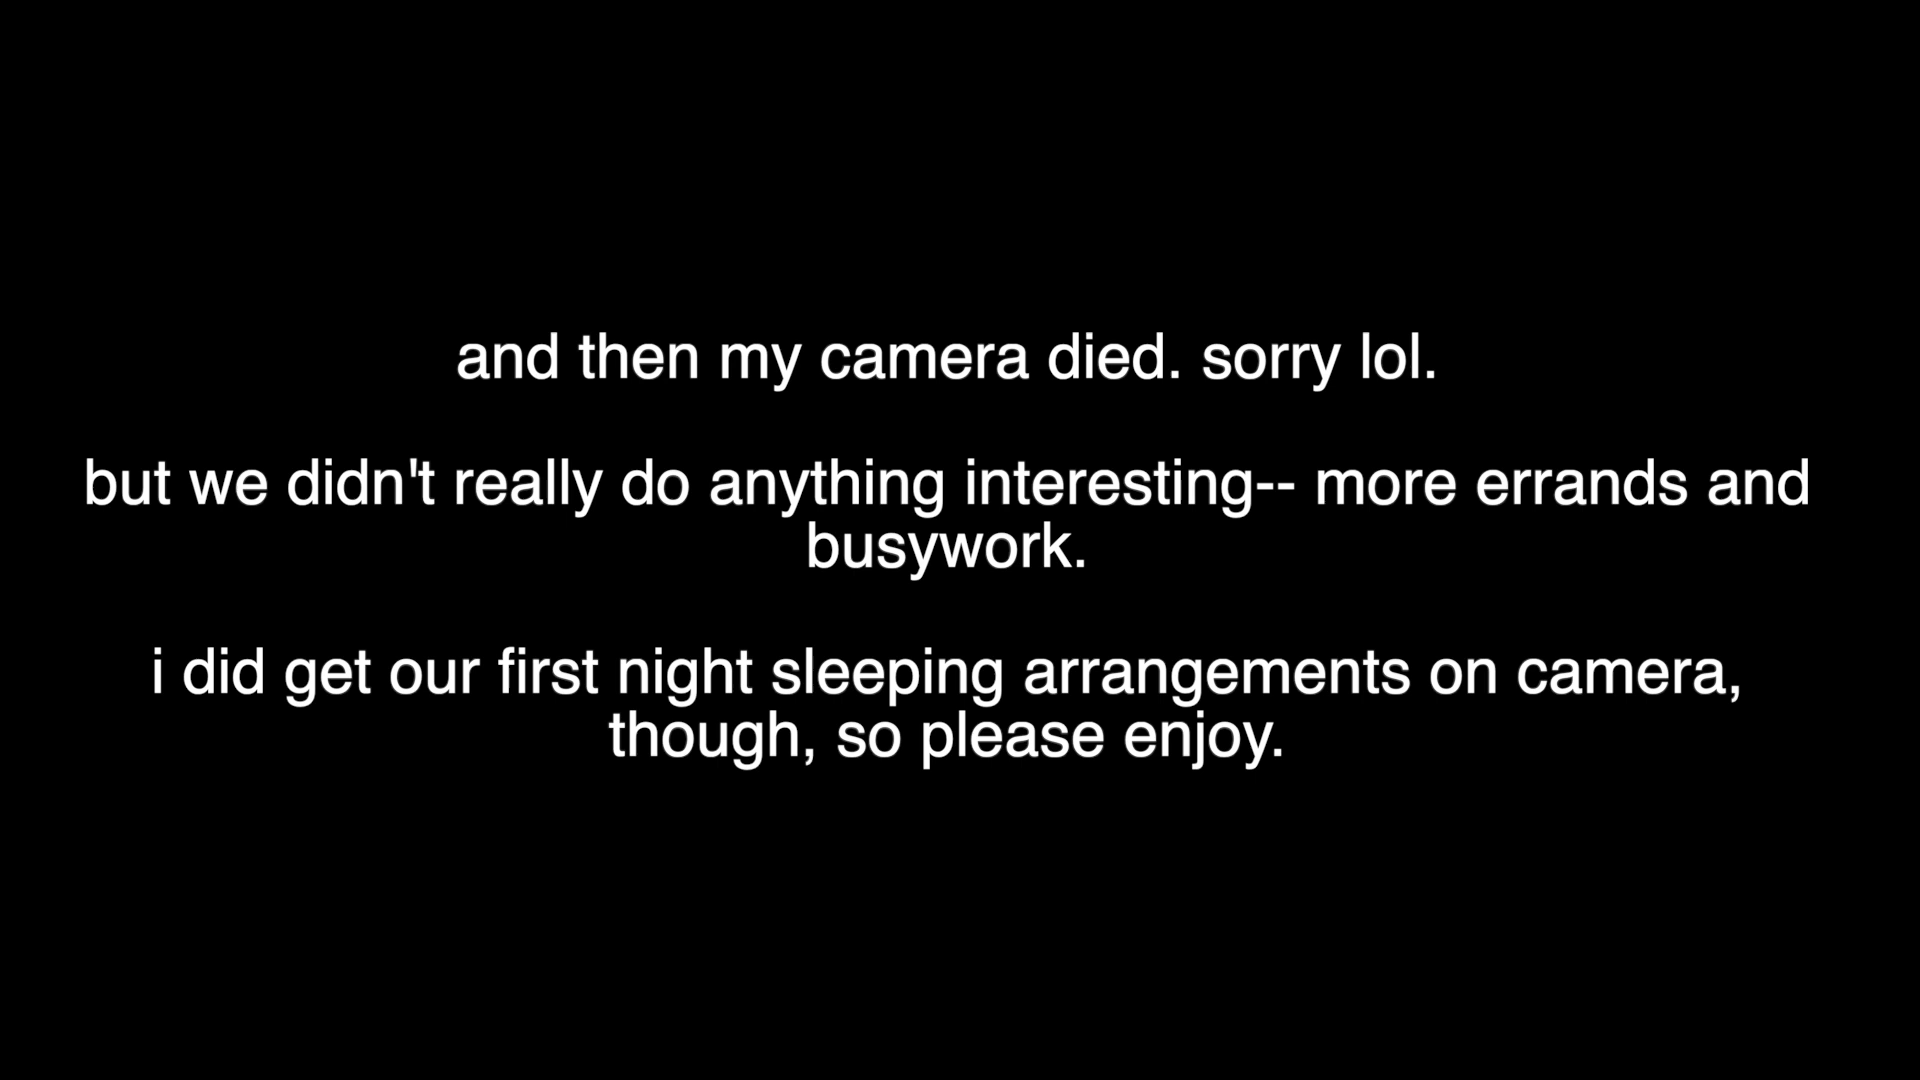 and then my camera died. sorry lol.
but we didn't really do anything interesting-- more errands and
busywork.
i did get our first night sleeping arrangements on camera,
though, so please enjoy.